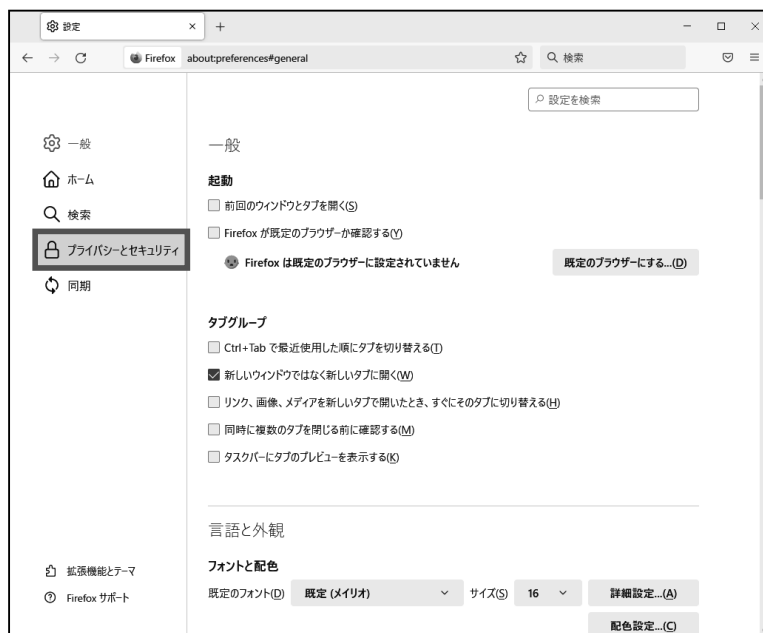 設定
Firefox about:preferences#general 検索
設定を検索
一般
ホーム
検索
プライバシーとセキュリティ
同期
拡張機能とテーマ
Firefox サポート
一般
起動
前回のウィンドウとタブを開く(S)
Firefox が既定のブラウザーか確認する(Y)
Firefox は既定のブラウザーに設定されていません 既定のブラウザーにする...(D)
タブグループ
Ctrl+Tab で最近使用した順にタブを切り替える(T)
新しいウィンドウではなく新しいタブに開く(W)
リンク、画像、メディアを新しいタブで開いたとき、すぐにそのタブに切り替える(H)
同時に複数のタブを閉じる前に確認する(M)
タスクバーにタブのプレビューを表示する(K)
言語と外観
フォントと配色
既定のフォント(D) 既定 (メイリオ) サイズ(S) 16 詳細設定...(A)
配色設定...(C)